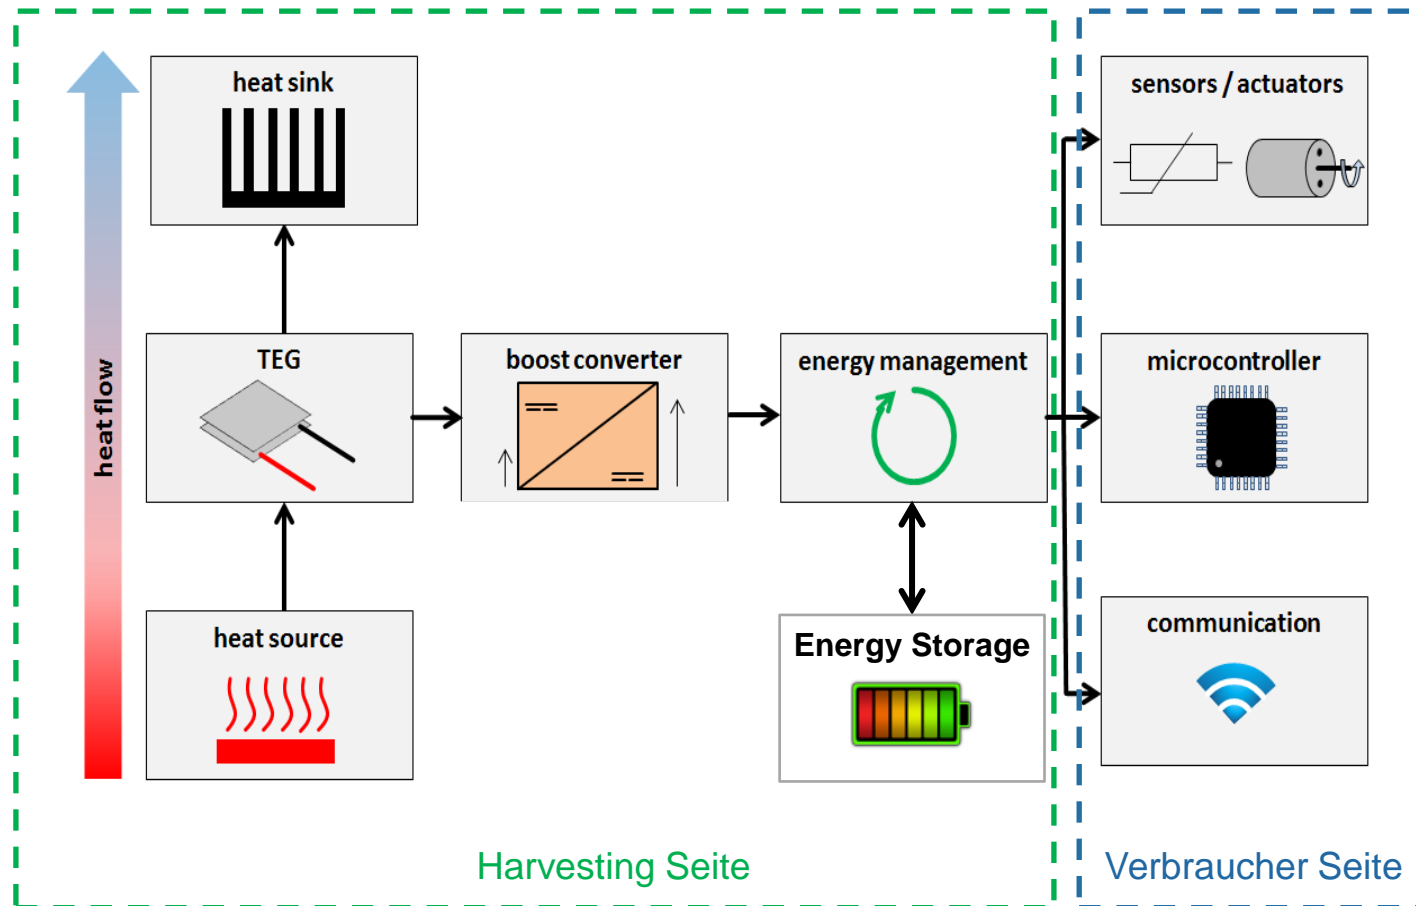 heat sink
sensors / actuators
heat flow
TEG
boost converter
energy management
microcontroller
heat source
Energy Storage
communication
Harvesting Seite
Verbraucher Seite